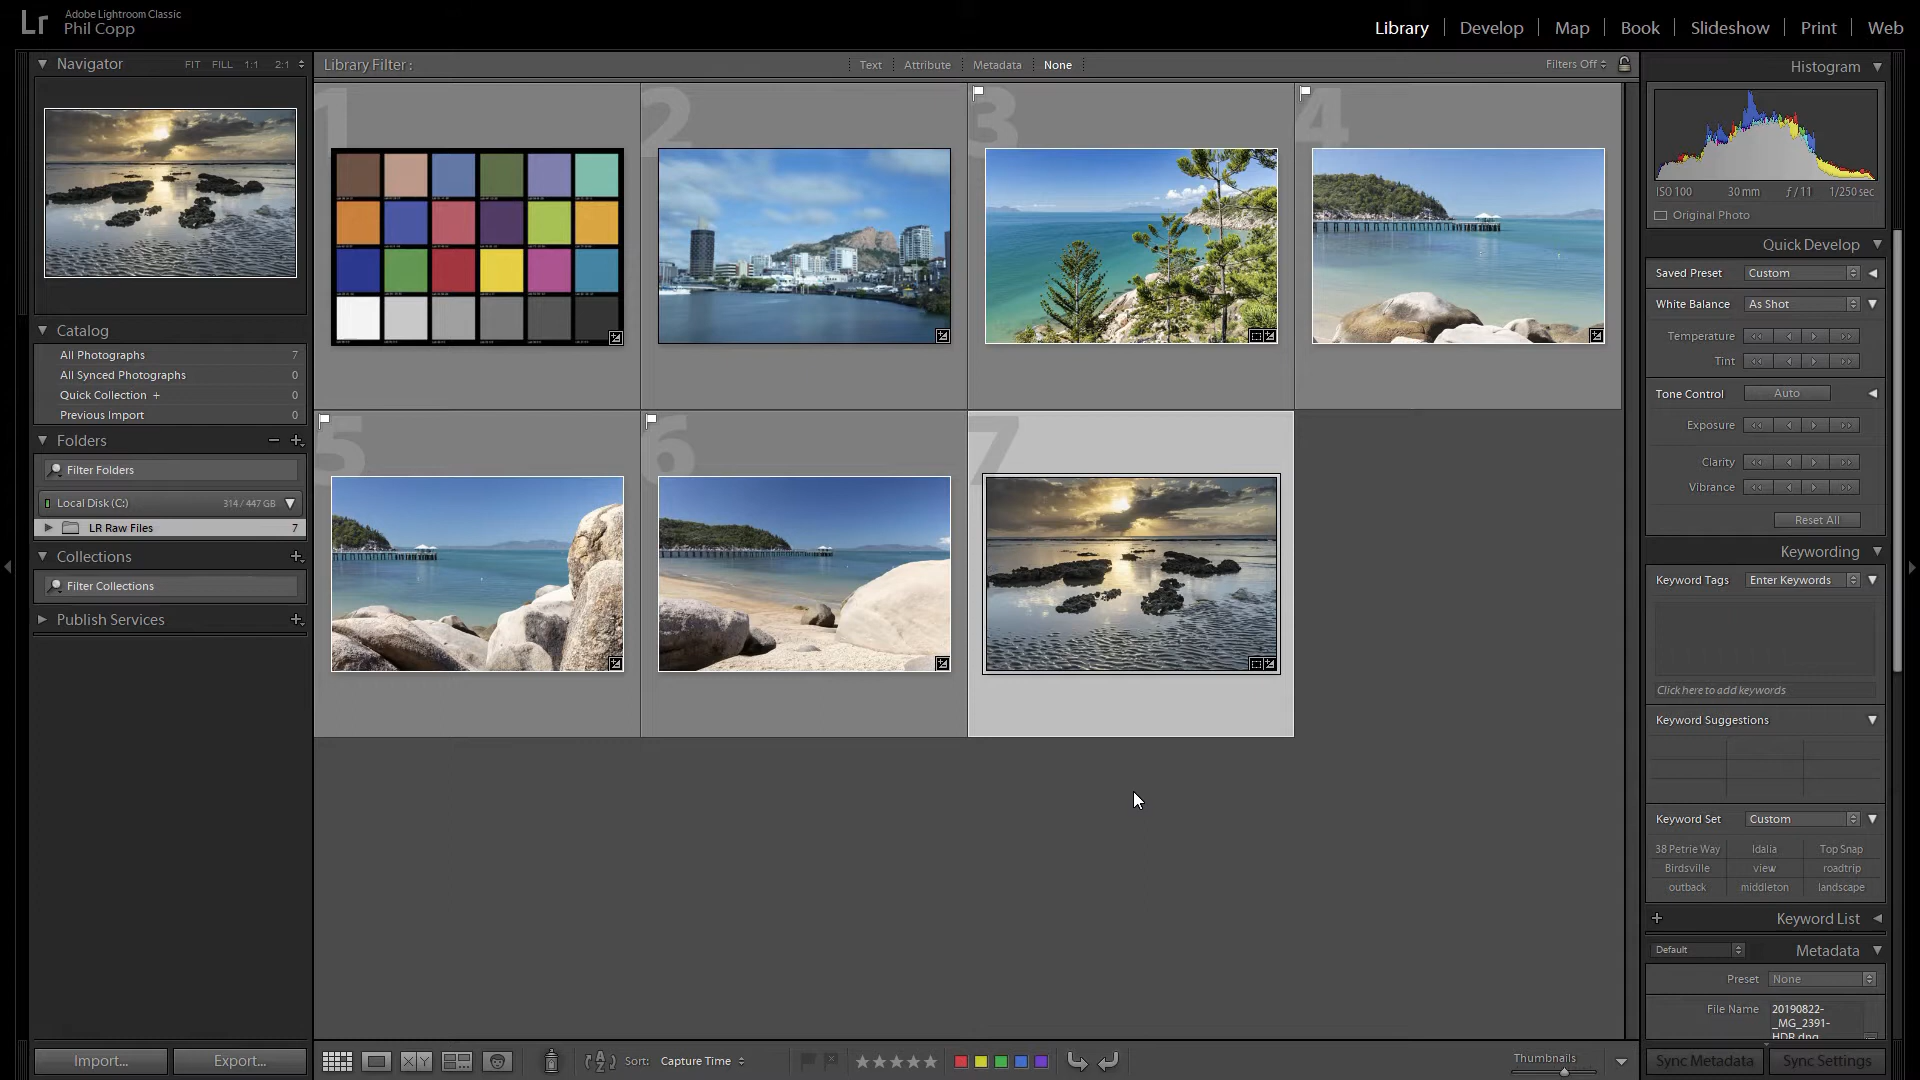 Lr
Adobe Lightroom Classic
Phil Copp
Library
Develop
Map
Book
Slideshow
Print
Web
Navigator
FIT
FILL
1:1
2:1
Library Filter :
Text
Attribute
Metadata
None
Filters Off
Histogram
ISO 100
30 mm
ƒ / 11
1/250 sec
Original Photo
Quick Develop
Saved Preset
Custom
White Balance
As Shot
Temperature
Tint
Tone Control
Auto
Exposure
Clarity
Vibrance
Reset All
Catalog
All Photographs
7
All Synced Photographs
0
Quick Collection +
0
Previous Import
0
Folders
Filter Folders
Local Disk (C:)
314 / 447 GB
LR Raw Files
7
Collections
Filter Collections
Publish Services
1
2
3
4
5
6
7
Keywording
Keyword Tags
Enter Keywords
Click here to add keywords
Keyword Suggestions
Keyword Set
Custom
38 Petrie Way
Idalia
Top Snap
Birdsville
view
roadtrip
outback
middleton
landscape
Keyword List
Default
Metadata
Preset
None
File Name
20190822-
_MG_2391-
HDR.dng
Import...
Export...
XY
Sort:
Capture Time
Thumbnails
Sync Metadata
Sync Settings